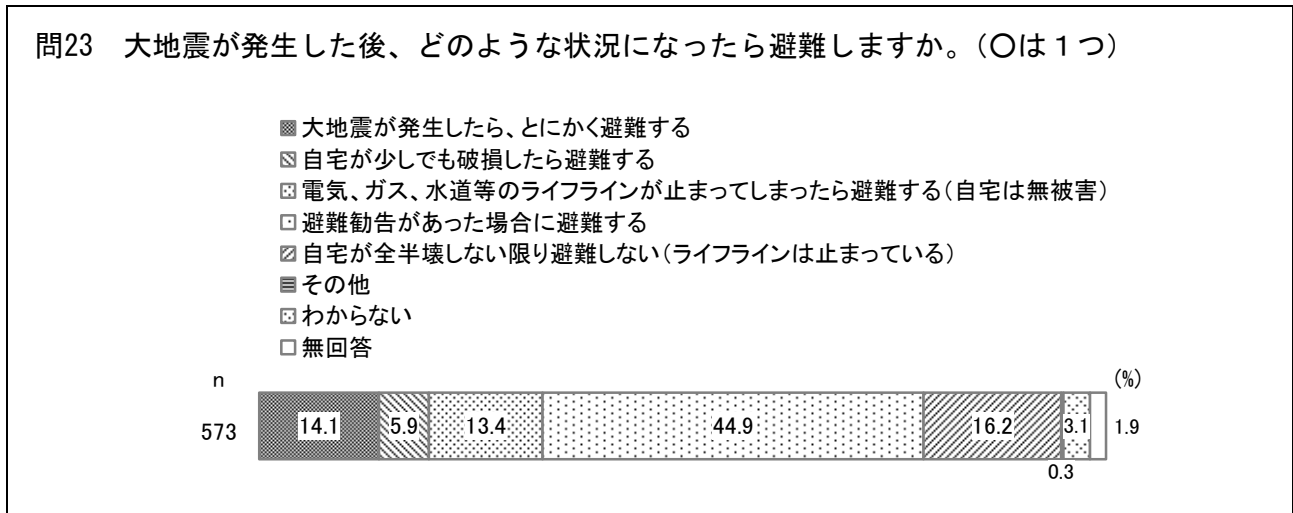 問23　大地震が発生した後、どのような状況になったら避難しますか。（〇は１つ）
大地震が発生したら、とにかく避難する
自宅が少しでも破損したら避難する
電気、ガス、水道等のライフラインが止まってしまったら避難する（自宅は無被害）
避難勧告があった場合に避難する
自宅が全半壊しない限り避難しない（ライフラインは止まっている）
その他
わからない
無回答
n (%)
573 14.1 5.9 13.4 44.9 16.2 3.1 1.9
0.3